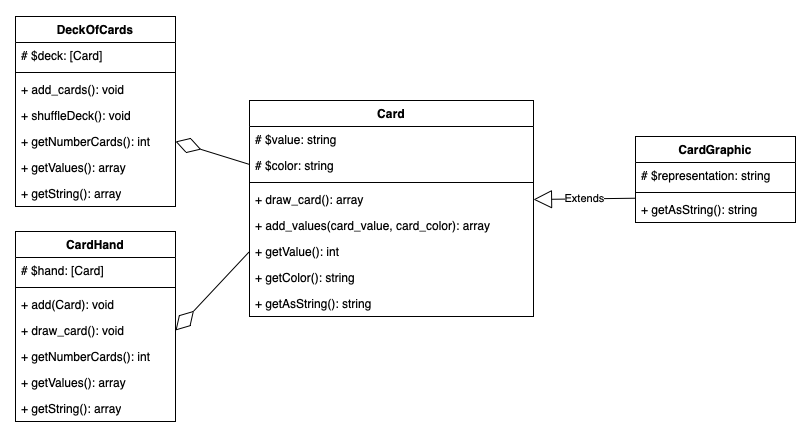 DeckOfCards
# $deck: [Card]
+ add_cards(): void
+ shuffleDeck(): void
+ getNumberCards(): int
+ getValues(): array
+ getString(): array
CardHand
# $hand: [Card]
+ add(Card): void
+ draw_card(): void
+ getNumberCards(): int
+ getValues(): array
+ getString(): array
Card
# $value: string
# $color: string
+ draw_card(): array
+ add_values(card_value, card_color): array
+ getValue(): int
+ getColor(): string
+ getAsString(): string
Extends
CardGraphic
# $representation: string
+ getAsString(): string